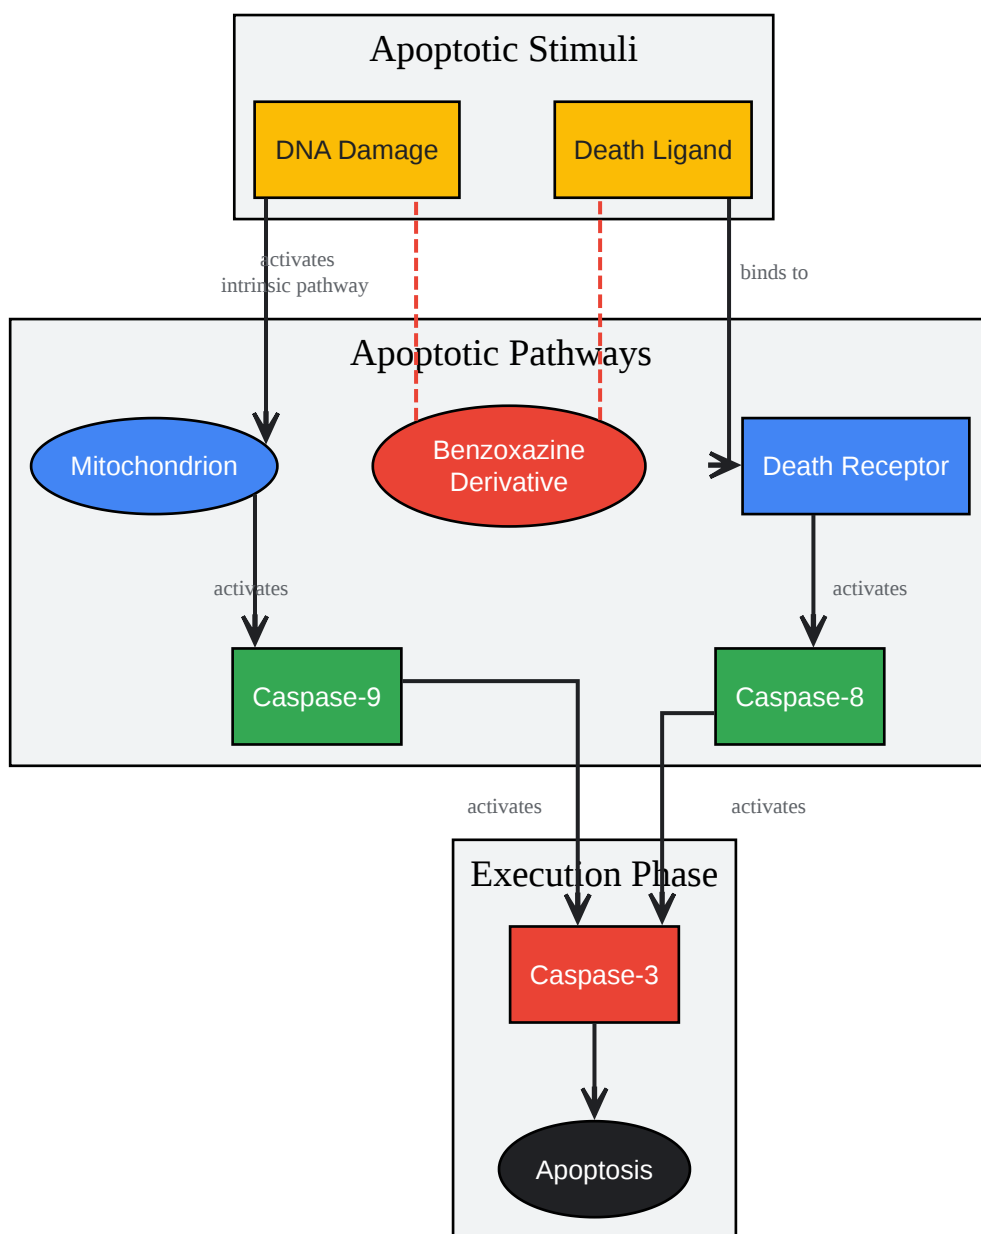 Apoptotic Stimuli
DNA Damage
Death Ligand
activates
intrinsic pathway
binds to
Apoptotic Pathways
Mitochondrion
Benzoxazine
Derivative
Death Receptor
activates
activates
Caspase-9
Caspase-8
activates
activates
Execution Phase
Caspase-3
Apoptosis